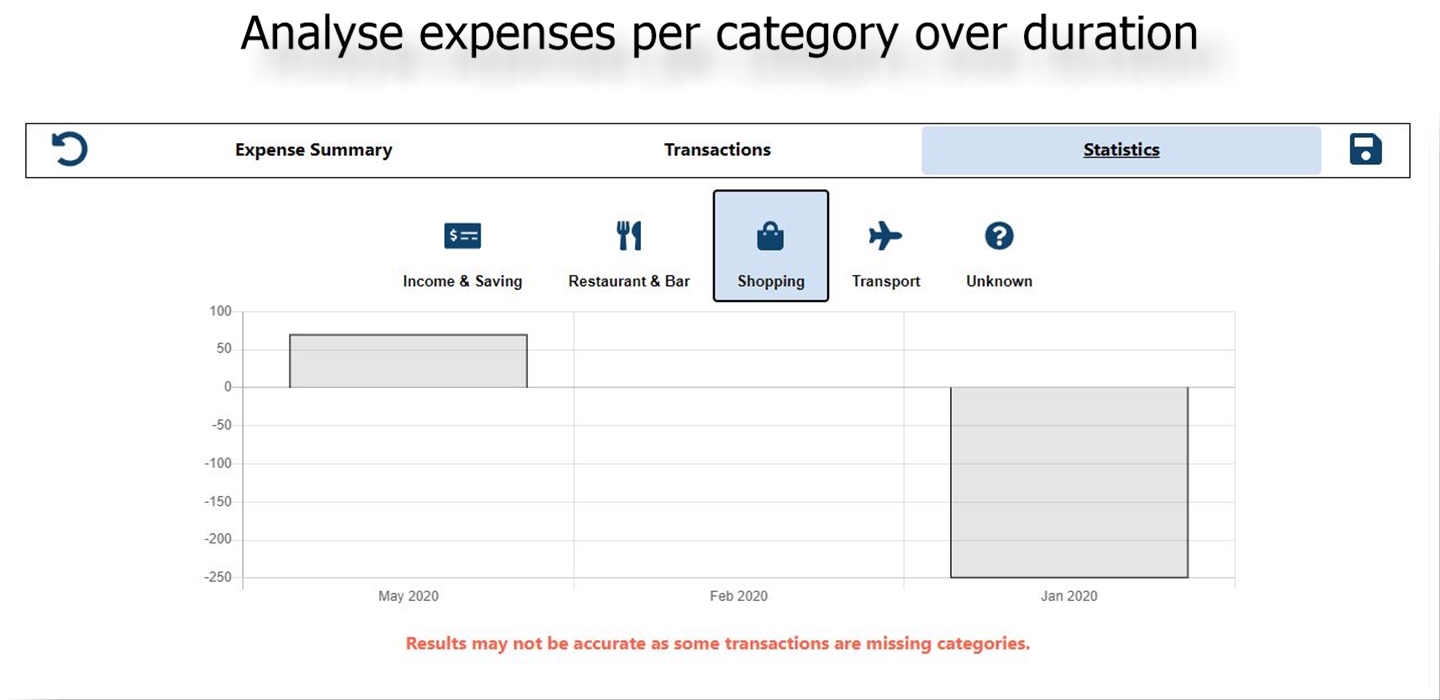 Analyse expenses per category over duration
Expense Summary Transactions Statistics
$
?
Income & Saving Restaurant & Bar Shopping Transport Unknown
100
50
0
-50
-100
-150
-200
-250
May 2020 Feb 2020 Jan 2020
Results may not be accurate as some transactions are missing categories.